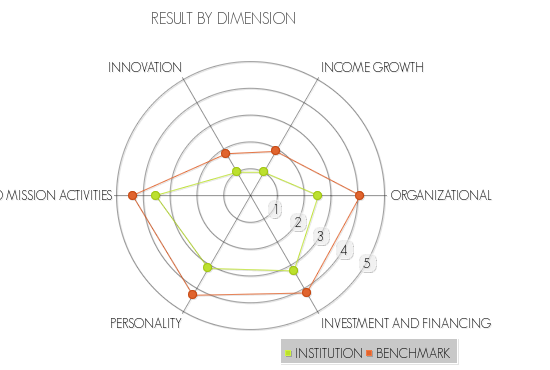 RESULT BY DIMENSION
INNOVATION
INCOME GROWTH
MISSION ACTIVITIES
ORGANIZATIONAL
1
2
3
4
5
PERSONALITY
INVESTMENT AND FINANCING
INSTITUTION BENCHMARK